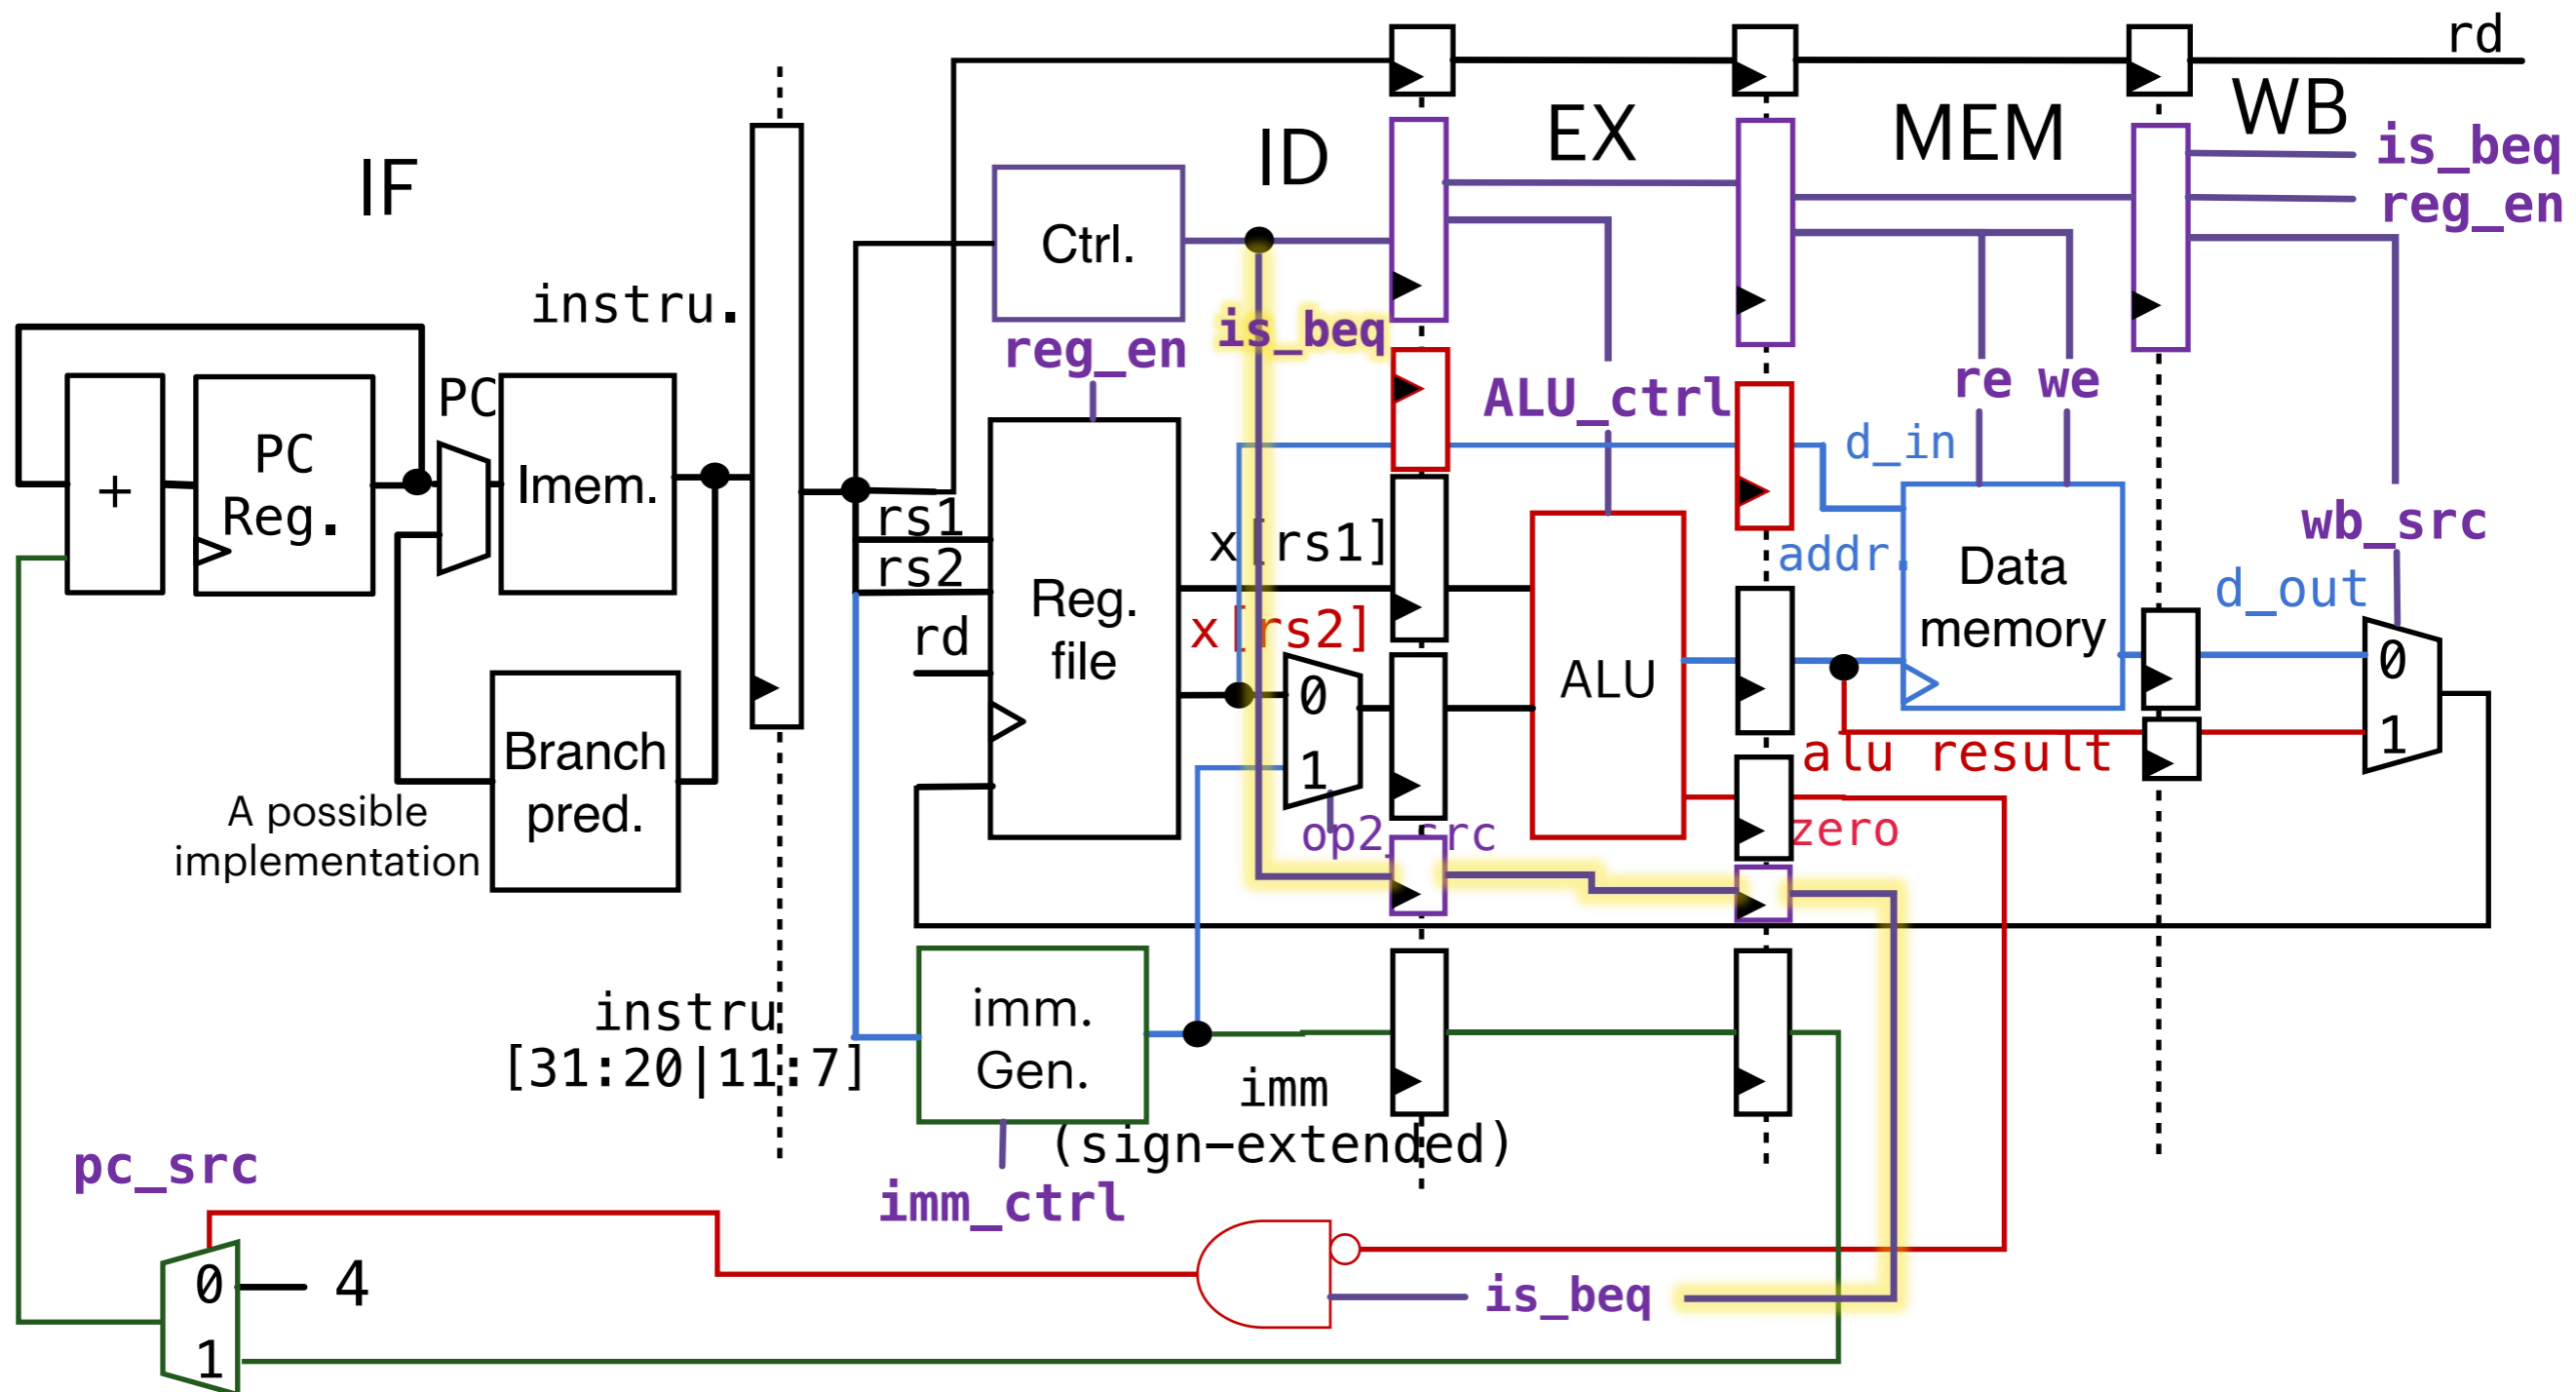 rd
WB
EX
MEM
ID
IF
is_beq
reg_en
Ctrl.
instru.
is_beq
reg_en
PC
ALU_ctrl
re we
d_in
+
PC
Reg.
Imem.
rs1
rs2
x[rs1]
addr.
Data
memory
wb_src
d_out
Reg.
file
x[rs2]
rd
ALU
0
1
0
1
Branch
pred.
alu result
A possible
implementation
op2_src
zero
imm.
Gen.
instru
[31:20|11:7]
imm
(sign-extended)
pc_src
imm_ctrl
0
4
1
is_beq